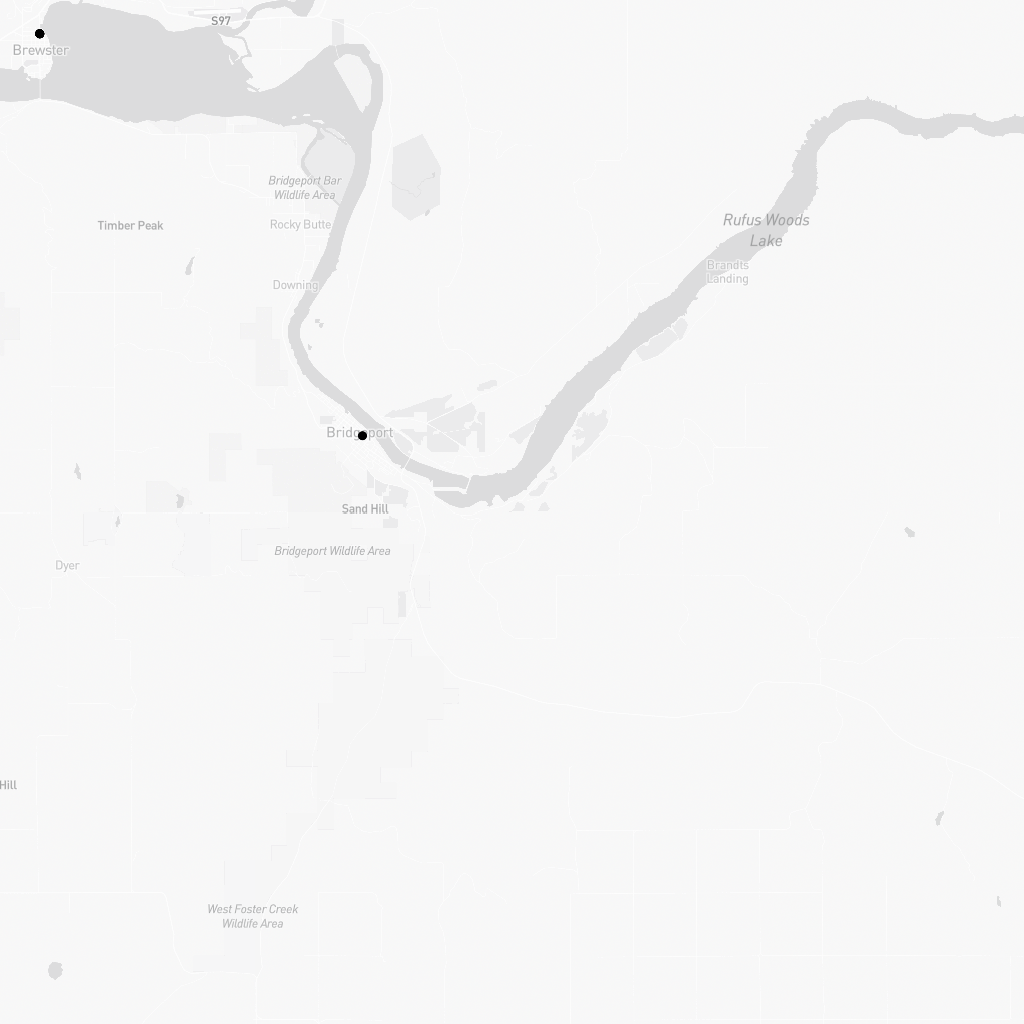 S97
Brewster
Bridgeport Bar
Wildlife Area
Timber Peak
Rocky Butte
Rufus Woods
Lake
Brandts
Landing
Downing
Bridgeport
Sand Hill
Bridgeport Wildlife Area
Dyer
Hill
West Foster Creek
Wildlife Area